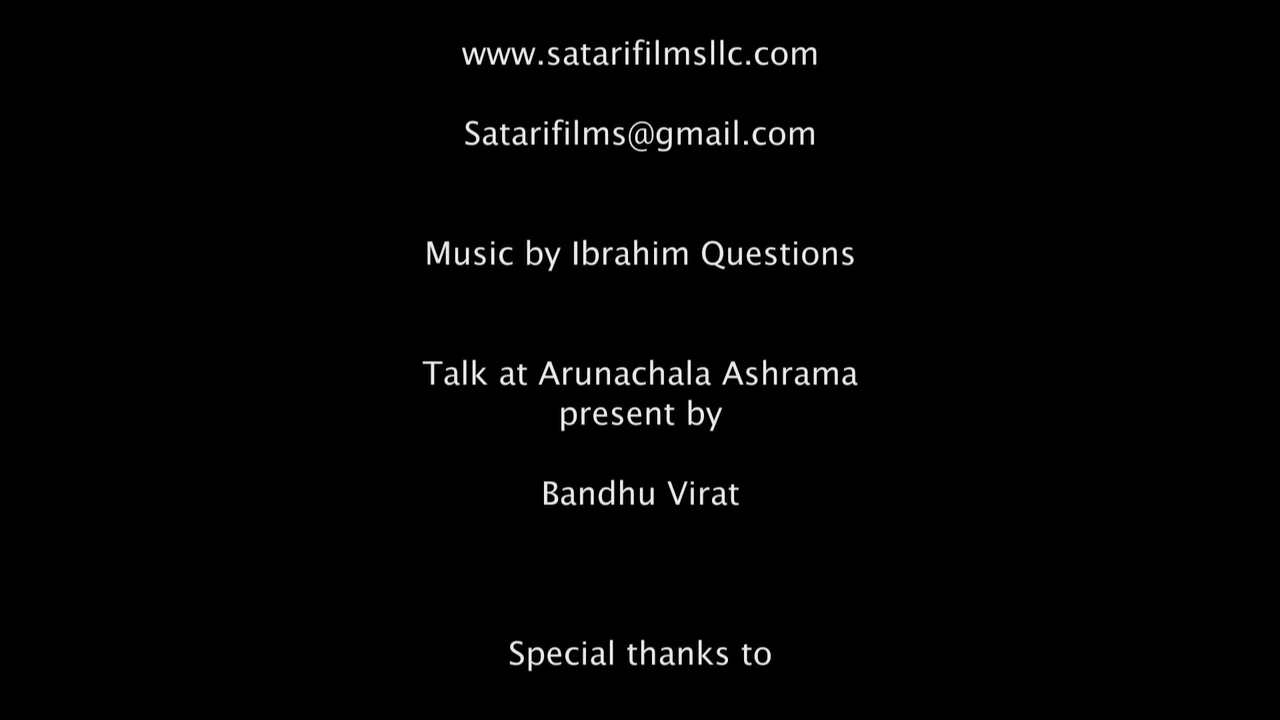 www.satarifilmsllc.com
Satarifilms@gmail.com
Music by Ibrahim Questions
Talk at Arunachala Ashrama
present by
Bandhu Virat
Special thanks to